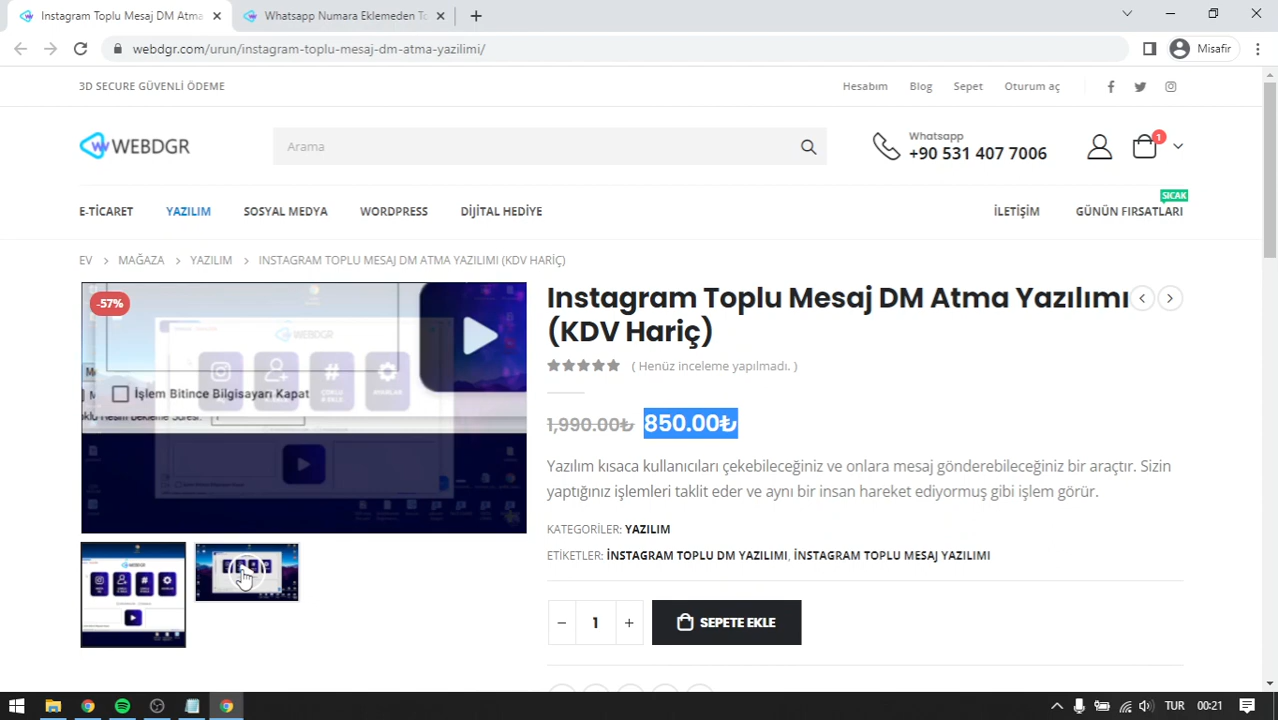 Instagram Toplu Mesaj DM Atma
Whatsapp Numara Eklemeden To
webdgr.com/urun/instagram-toplu-mesaj-dm-atma-yazilimi/
Misafir
3D SECURE GÜVENLİ ÖDEME
Hesabım Blog Sepet Oturum aç
WEBDGR
Arama
Whatsapp
+90 531 407 7006
1
SICAK
E-TİCARET YAZILIM SOSYAL MEDYA WORDPRESS DİJİTAL HEDİYE İLETİŞİM GÜNÜN FIRSATLARI
EV > MAĞAZA > YAZILIM > INSTAGRAM TOPLU MESAJ DM ATMA YAZILIMI (KDV HARİÇ)
-57%
WEBDGR
İşlem Bitince Bilgisayarı Kapat
Instagram Toplu Mesaj DM Atma Yazılımı
(KDV Hariç)
( Henüz inceleme yapılmadı. )
1,990.00₺ 850.00₺
Yazılım kısaca kullanıcıları çekebileceğiniz ve onlara mesaj gönderebileceğiniz bir araçtır. Sizin
yaptığınız işlemleri taklit eder ve aynı bir insan hareket ediyormuş gibi işlem görür.
KATEGORİLER: YAZILIM
ETİKETLER: İNSTAGRAM TOPLU DM YAZILIMI, İNSTAGRAM TOPLU MESAJ YAZILIMI
− 1 + SEPETE EKLE
TUR 00:21